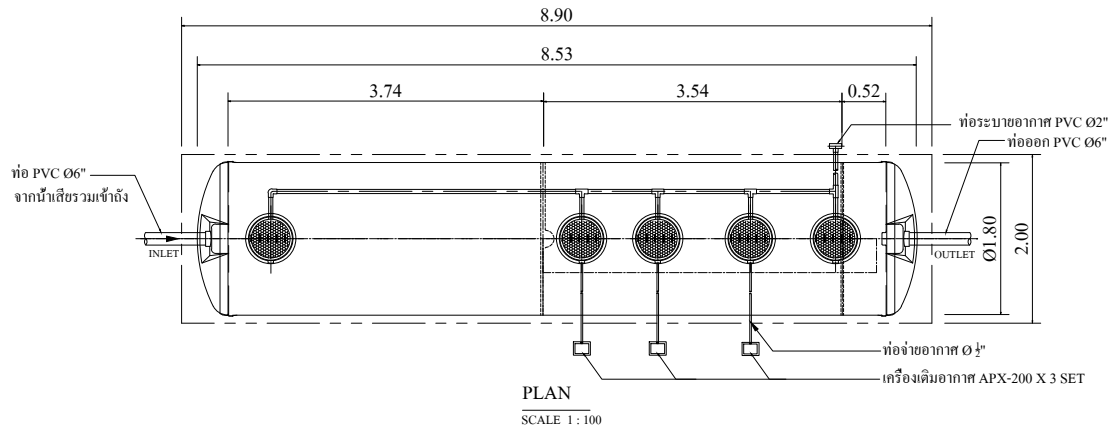 8.90
8.53
3.74
3.54
0.52
ท่อระบายอากาศ PVC Ø2"
ท่อออก PVC Ø6"
ท่อ PVC Ø6"
จากน้ำเสียรวมเข้าถัง
INLET
OUTLET
Ø1.80
2.00
ท่อจ่ายอากาศ Ø ½"
เครื่องเติมอากาศ APX-200 X 3 SET
PLAN
SCALE 1 : 100